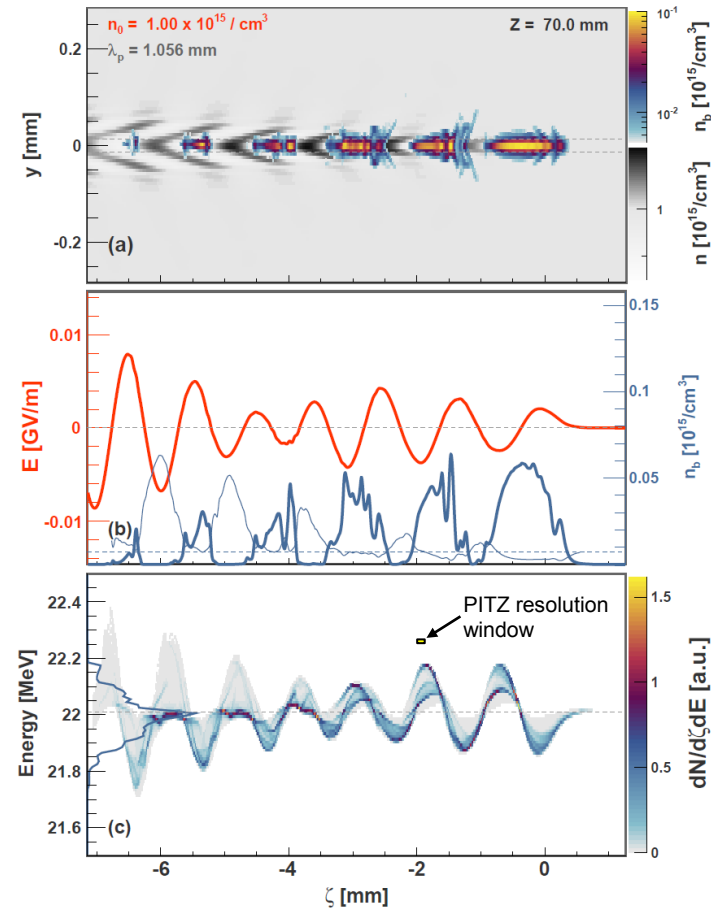 n₀ = 1.00 x 10¹⁵ / cm³
Z = 70.0 mm
λₚ = 1.056 mm
y [mm]
0.2
0
-0.2
(a)
10⁻¹
10⁻²
n_b [10¹⁵/cm³]
1
n [10¹⁵/cm³]
E [GV/m]
0.01
0
-0.01
(b)
0.15
0.1
0.05
0
n_b [10¹⁵/cm³]
Energy [MeV]
22.4
22.2
22
21.8
21.6
(c)
PITZ resolution
window
1.5
1
0.5
0
dN/dζdE [a.u.]
-6 -4 -2 0
ζ [mm]